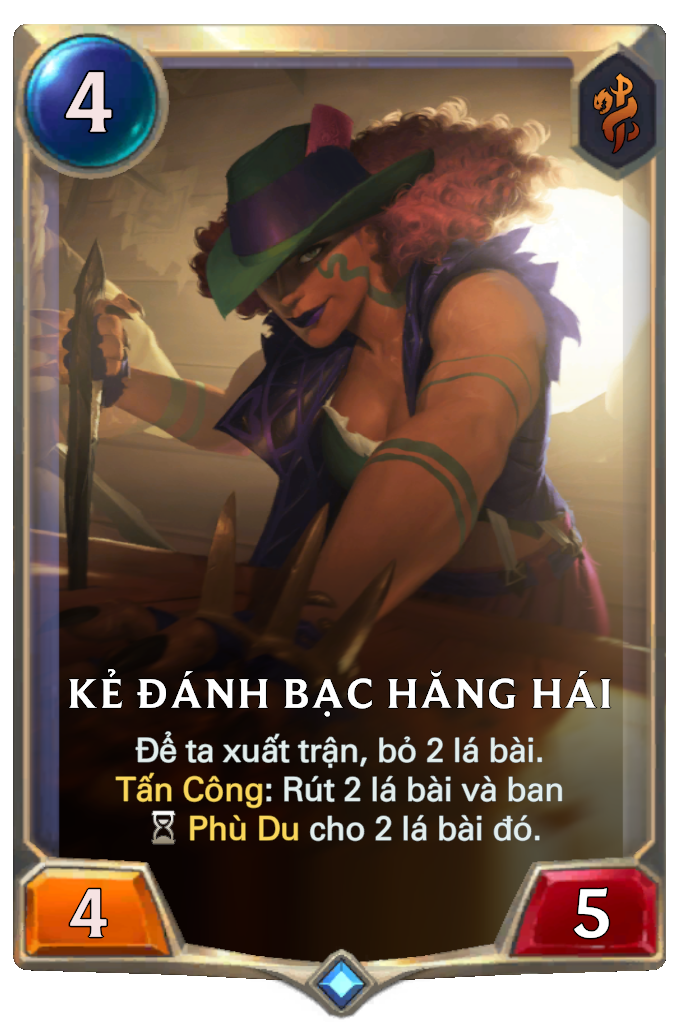 4
KẺ ĐÁNH BẠC HĂNG HÁI
Để ta xuất trận, bỏ 2 lá bài.
Tấn Công: Rút 2 lá bài và ban
Phù Du cho 2 lá bài đó.
4
5